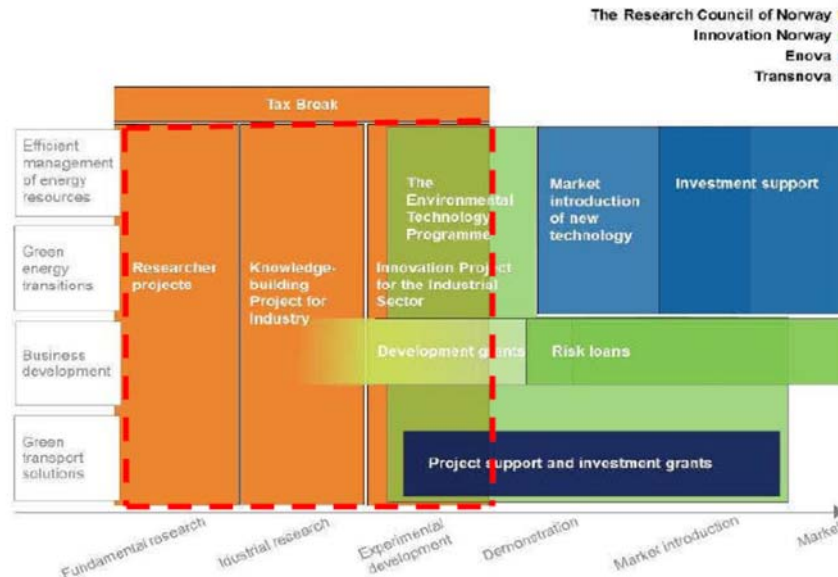 The Research Council of Norway
Innovation Norway
Enova
Transnova
Tax Break
Efficient
management
of energy
resources
Green
energy
transitions
Business
development
Green
transport
solutions
Researcher
projecte
Knowledge-
building
Project for
Industry
The
Environmental
Technology
Programme
Innovation Project
for the Industrial
Sector
Market
introduction
of new
technology
Investment support
Development grants
Risk loans
Project support and investment grants
Fundamental research
Idustrial research
Experimental
development
Demonstration
Market introduction
Market